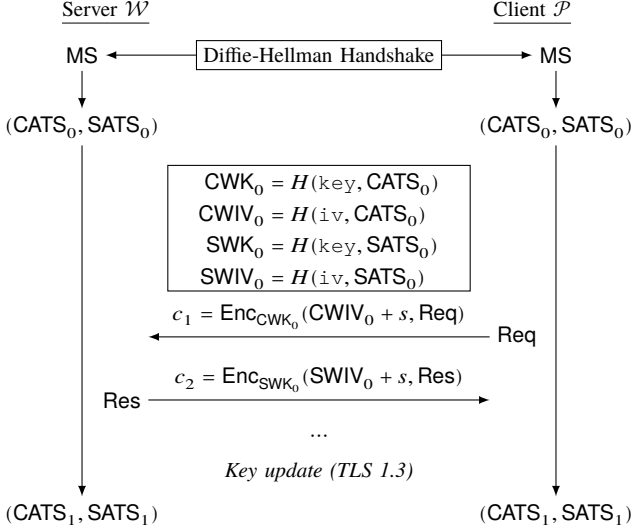 Server 𝒲 Client 𝒫
MS Diffie-Hellman Handshake MS
(CATS₀, SATS₀) (CATS₀, SATS₀)
CWK₀ = H(key, CATS₀)
CWIV₀ = H(iv, CATS₀)
SWK₀ = H(key, SATS₀)
SWIV₀ = H(iv, SATS₀)
c₁ = Enc_CWK₀(CWIV₀ + s, Req)
Req
c₂ = Enc_SWK₀(SWIV₀ + s, Res)
Res
...
Key update (TLS 1.3)
(CATS₁, SATS₁) (CATS₁, SATS₁)